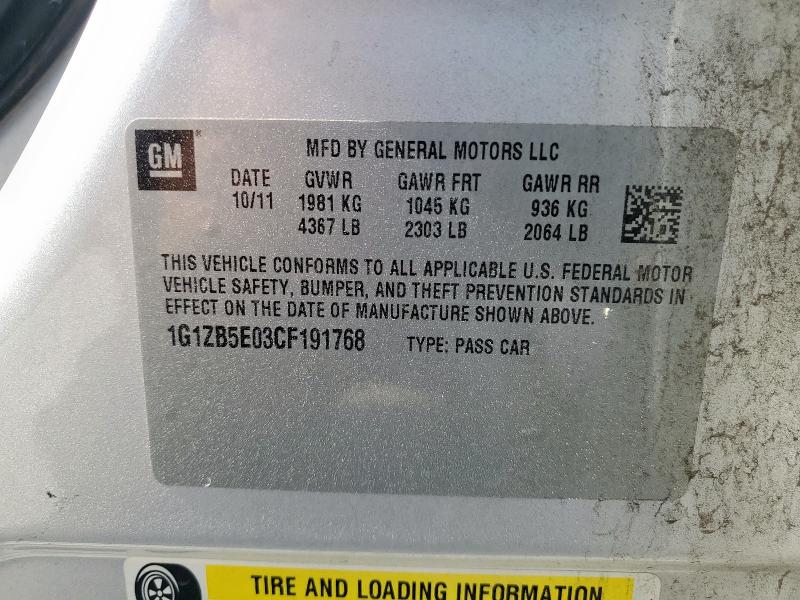 GM
MFD BY GENERAL MOTORS LLC
DATE GVWR GAWR FRT GAWR RR
10/11 1981 KG 1045 KG 936 KG
4367 LB 2303 LB 2064 LB
THIS VEHICLE CONFORMS TO ALL APPLICABLE U.S. FEDERAL MOTOR
VEHICLE SAFETY, BUMPER, AND THEFT PREVENTION STANDARDS IN
EFFECT ON THE DATE OF MANUFACTURE SHOWN ABOVE.
1G1ZB5E03CF191768 TYPE: PASS CAR
TIRE AND LOADING INFORMATION